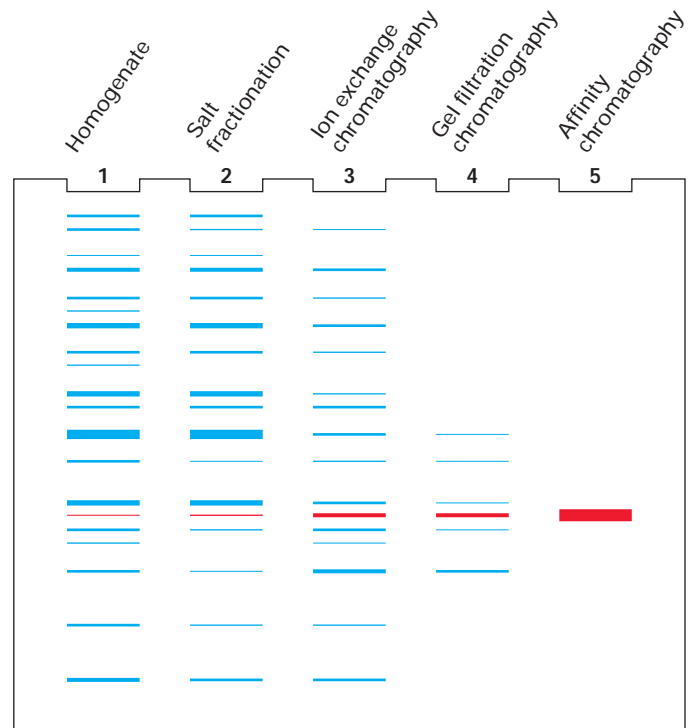 Homogenate
Salt
fractionation
Ion exchange
chromatography
Gel filtration
chromatography
Affinity
chromatography
1 2 3 4 5